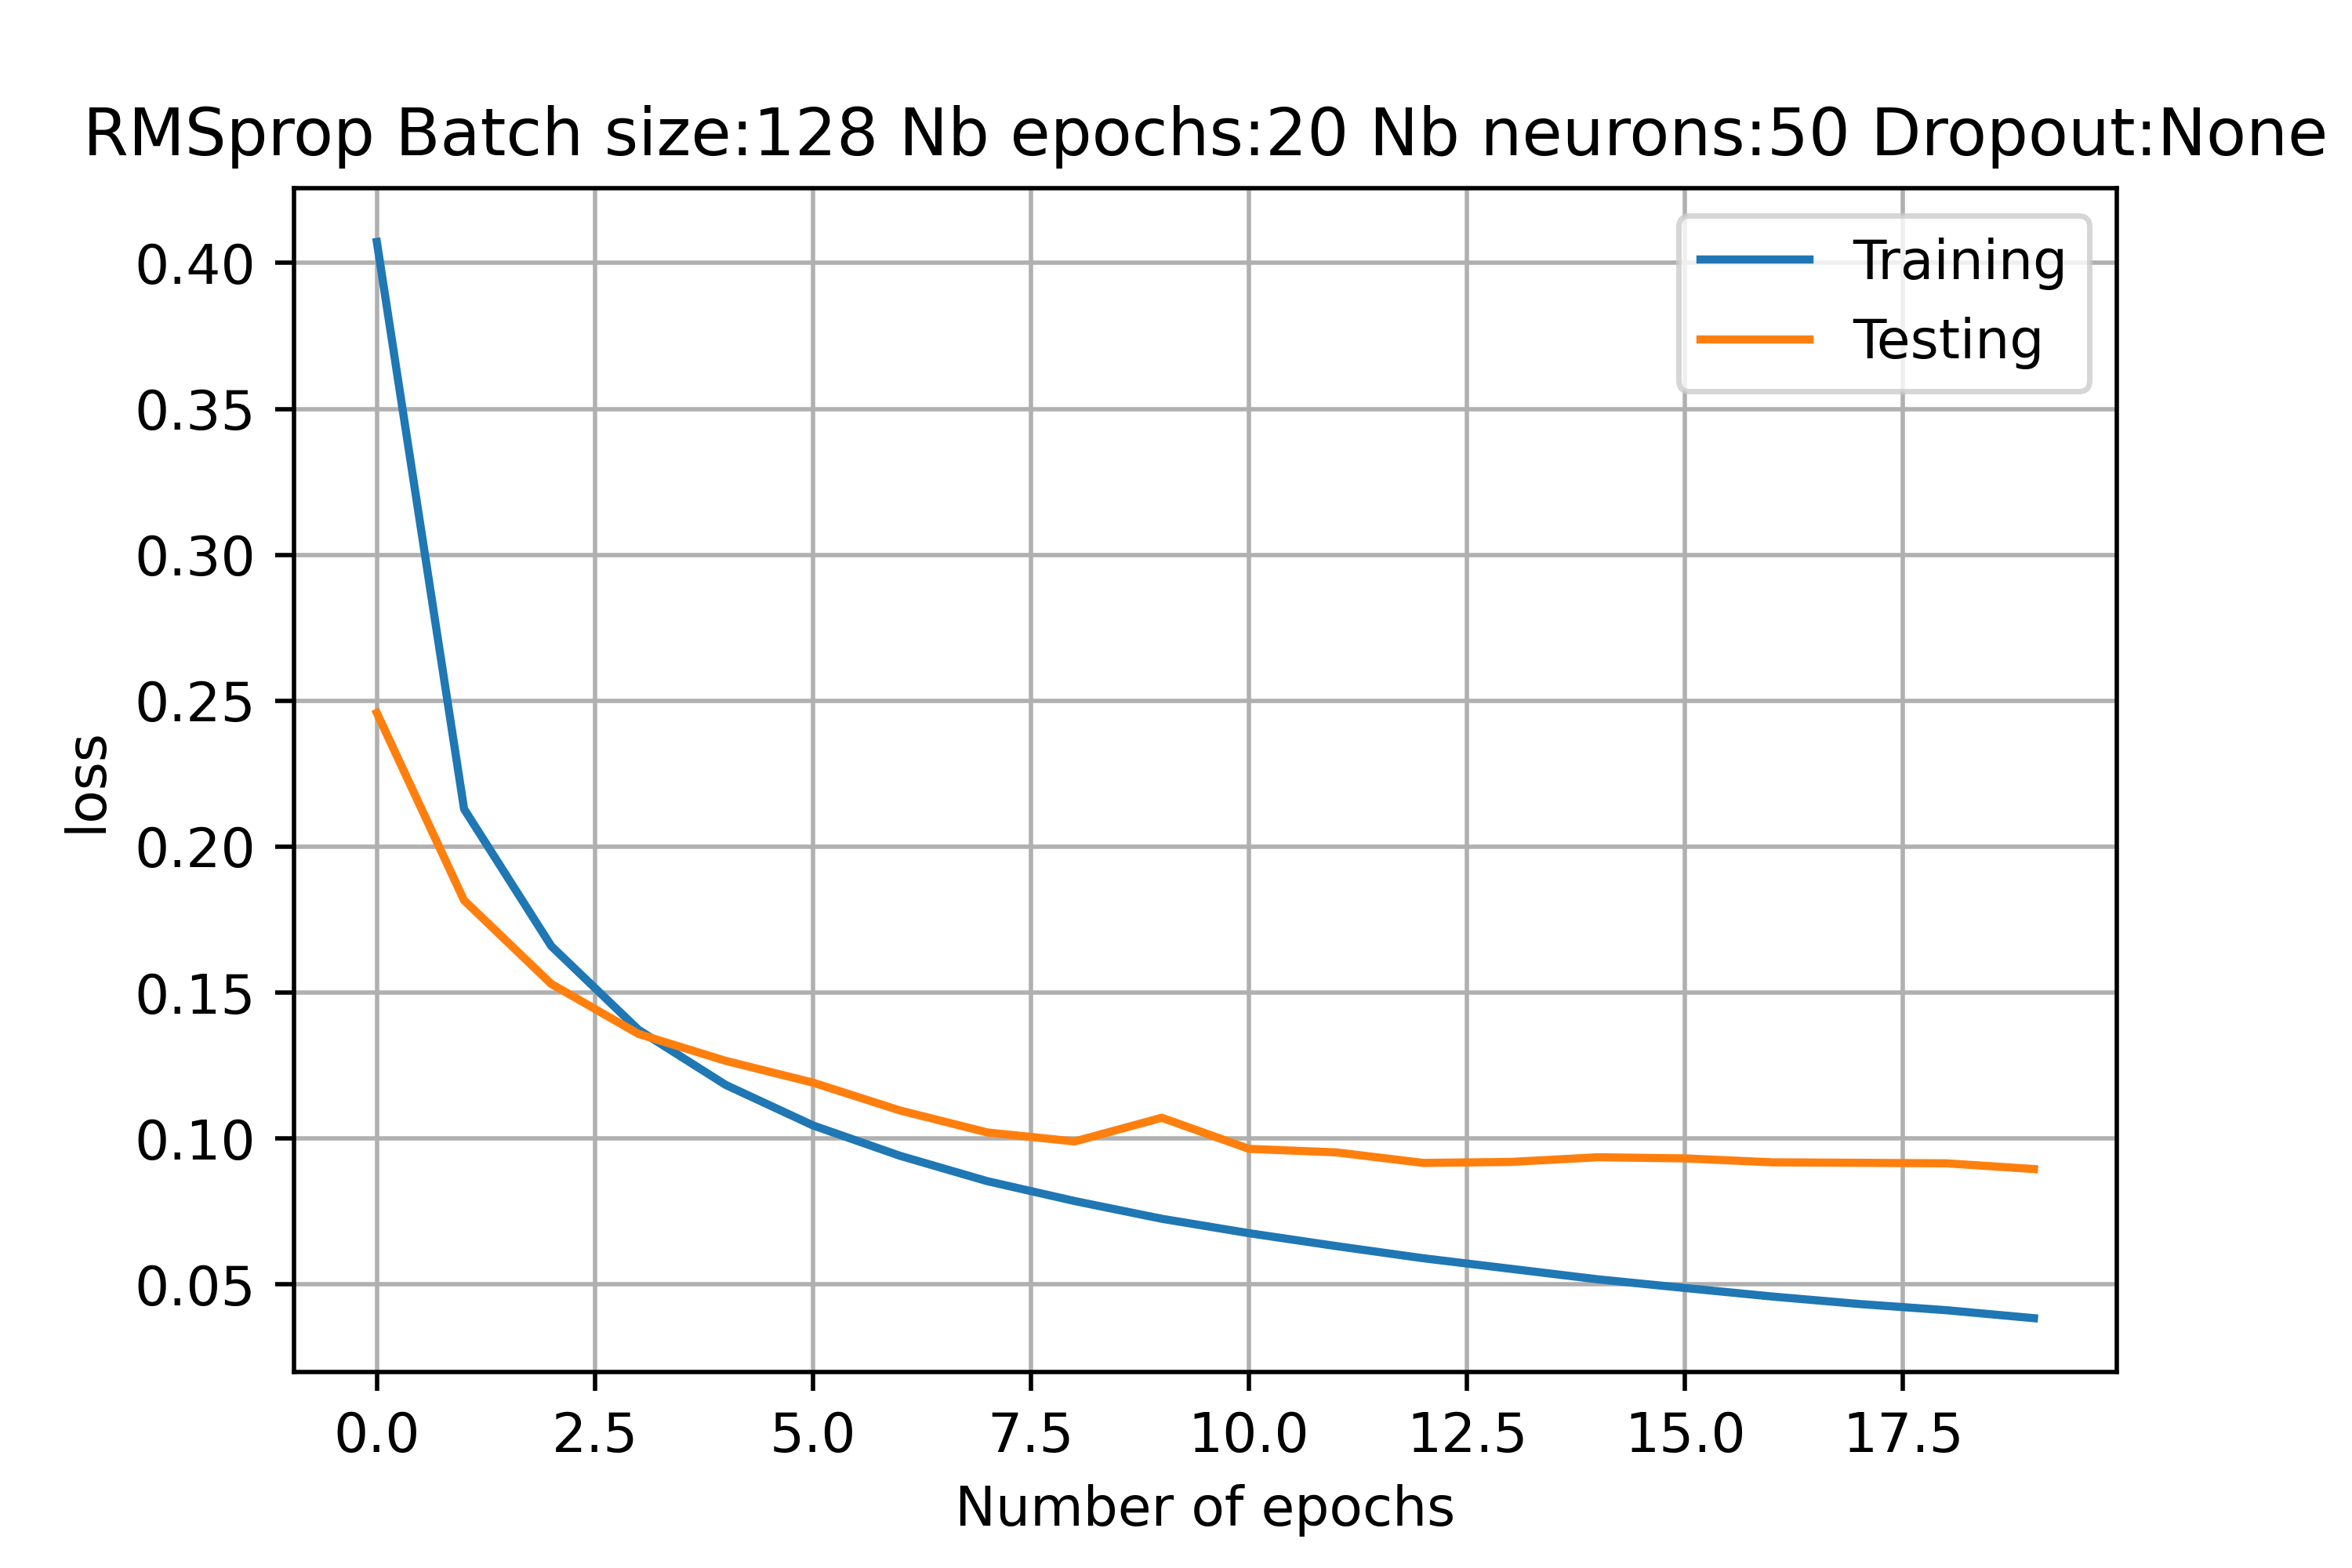 RMSprop Batch size:128 Nb epochs:20 Nb neurons:50 Dropout:None
Training
Testing
0.40
0.35
0.30
0.25
0.20
0.15
0.10
0.05
loss
0.0 2.5 5.0 7.5 10.0 12.5 15.0 17.5
Number of epochs